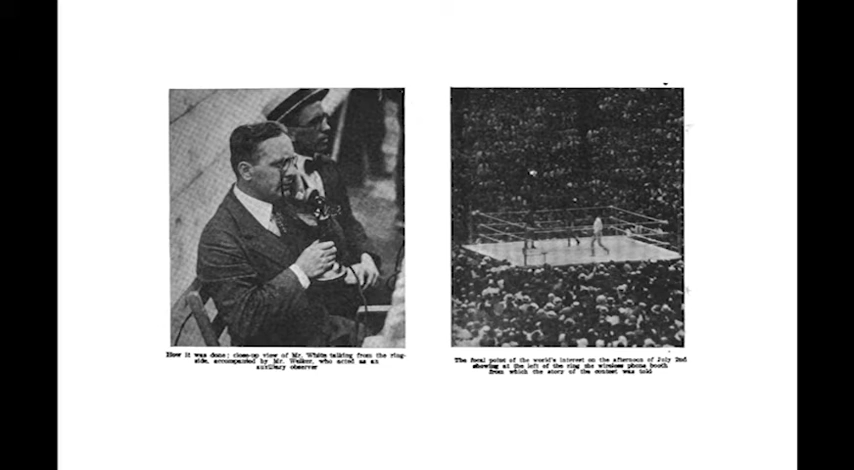 How it was done; close-up view of Mr. White talking from the ring-
side, accompanied by Mr. Walker, who acted as an
auxiliary observer
The focal point of the world's interest on the afternoon of July 2nd
showing at the left of the ring the wireless phone booth
from which the story of the contest was told